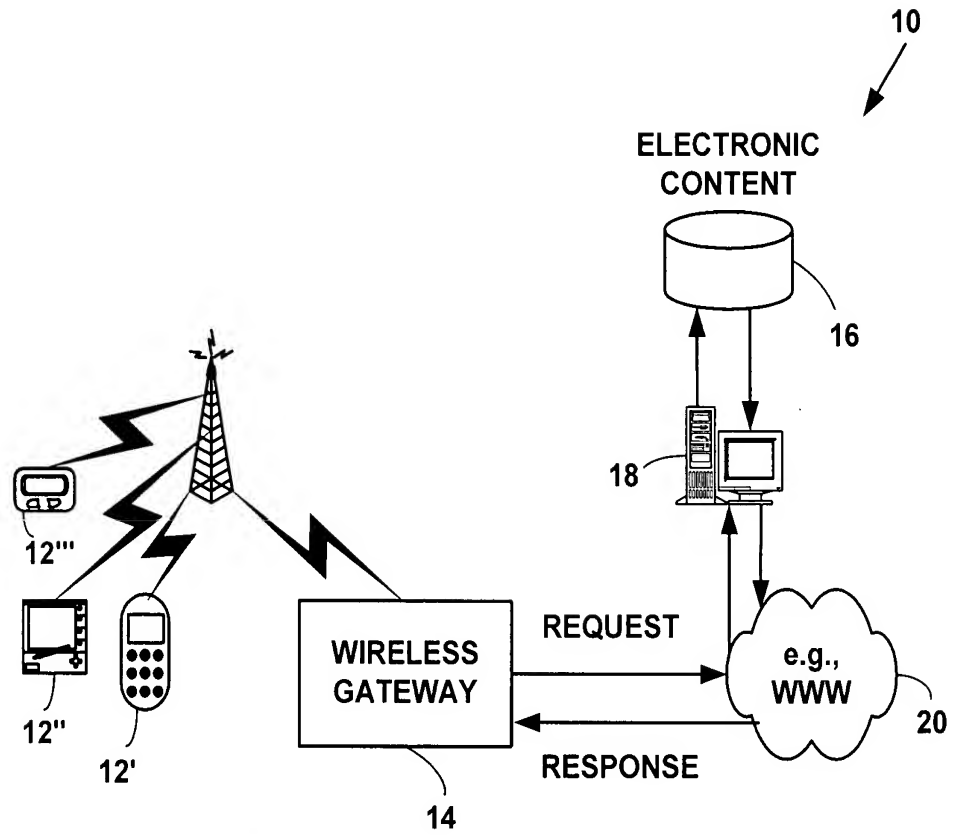 10
ELECTRONIC
CONTENT
16
18
12'''
12''
12'
WIRELESS
GATEWAY
14
REQUEST
RESPONSE
e.g.,
WWW
20